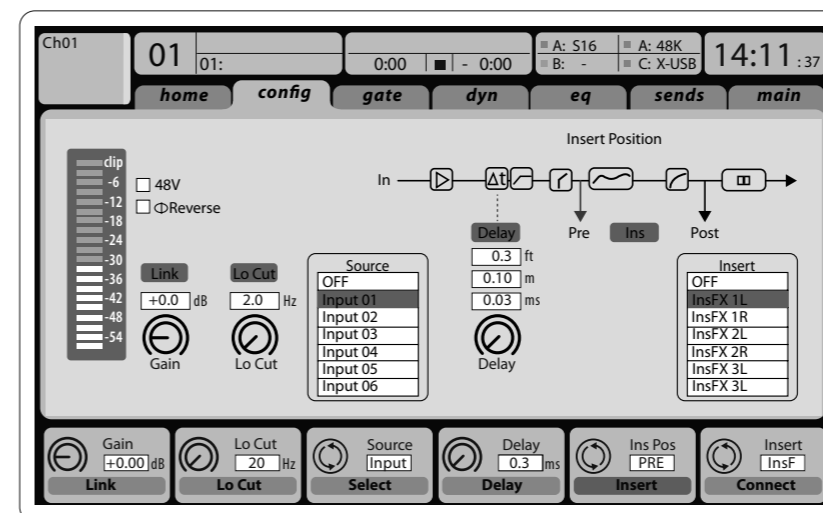 Ch01
01 01:
0:00 - 0:00
A: S16 A: 48K
B: - C: X-USB
14:11 :37
home config gate dyn eq sends main
Insert Position
clip
-6
-12
-18
-24
-30
-36
-42
-48
-54
48V
ΦReverse
In
Δt
Delay
Pre Ins Post
0.3 ft
0.10 m
0.03 ms
Delay
Link
+0.0 dB
Gain
Lo Cut
2.0 Hz
Lo Cut
Source
OFF
Input 01
Input 02
Input 03
Input 04
Input 05
Input 06
Insert
OFF
InsFX 1L
InsFX 1R
InsFX 2L
InsFX 2R
InsFX 3L
InsFX 3L
Gain
+0.00 dB
Link
Lo Cut
20 Hz
Lo Cut
Source
Input
Select
Delay
0.3 ms
Delay
Ins Pos
PRE
Insert
Insert
InsF
Connect